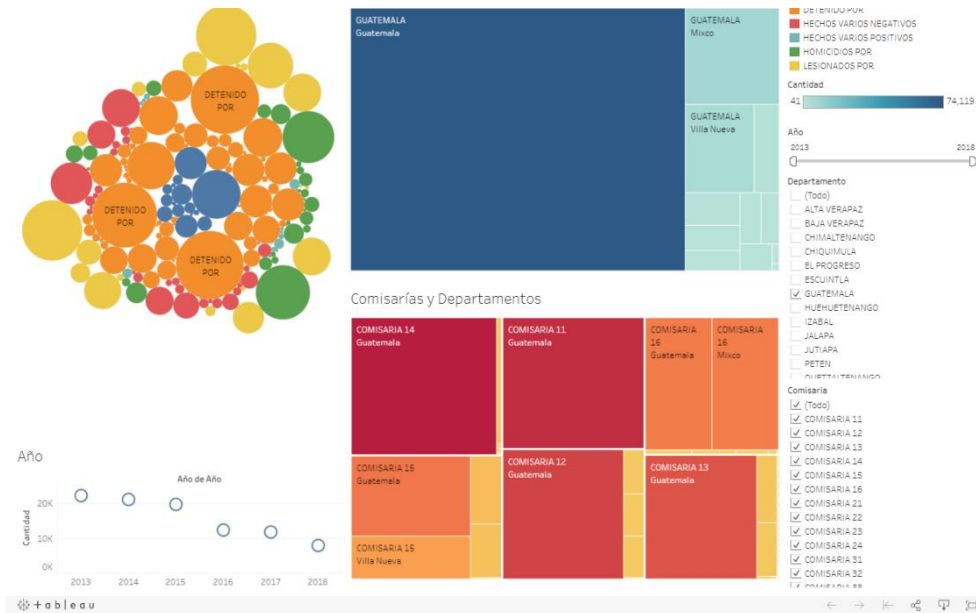 DETENIDO
POR
DETENIDO
POR
DETENIDO
POR
GUATEMALA
Guatemala
GUATEMALA
Mixco
GUATEMALA
Villa Nueva
Comisarías y Departamentos
COMISARIA 14
Guatemala
COMISARIA 11
Guatemala
COMISARIA
16
Guatemala
COMISARIA
16
Mixco
COMISARIA 15
Guatemala
COMISARIA 15
Villa Nueva
COMISARIA 12
Guatemala
COMISARIA 13
Guatemala
Año
Año de Año
Cantidad
20K
10K
0K
2013 2014 2015 2016 2017 2018
DETENIDO POR
HECHOS VARIOS NEGATIVOS
HECHOS VARIOS POSITIVOS
HOMICIDIOS POR
LESIONADOS POR
Cantidad
41 74,119
Año
2013 2018
Departamento
(Todo)
ALTA VERAPAZ
BAJA VERAPAZ
CHIMALTENANGO
CHIQUIMULA
EL PROGRESO
ESCUINTLA
GUATEMALA
HUEHUETENANGO
IZABAL
JALAPA
JUTIAPA
PETEN
QUETZALTENANGO
Comisaría
(Todo)
COMISARIA 11
COMISARIA 12
COMISARIA 13
COMISARIA 14
COMISARIA 15
COMISARIA 16
COMISARIA 21
COMISARIA 22
COMISARIA 23
COMISARIA 24
COMISARIA 31
COMISARIA 32
COMISARIA 33
+ a b l e a u